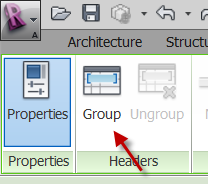 A
Architecture Structu
Properties Group Ungroup
Properties Headers